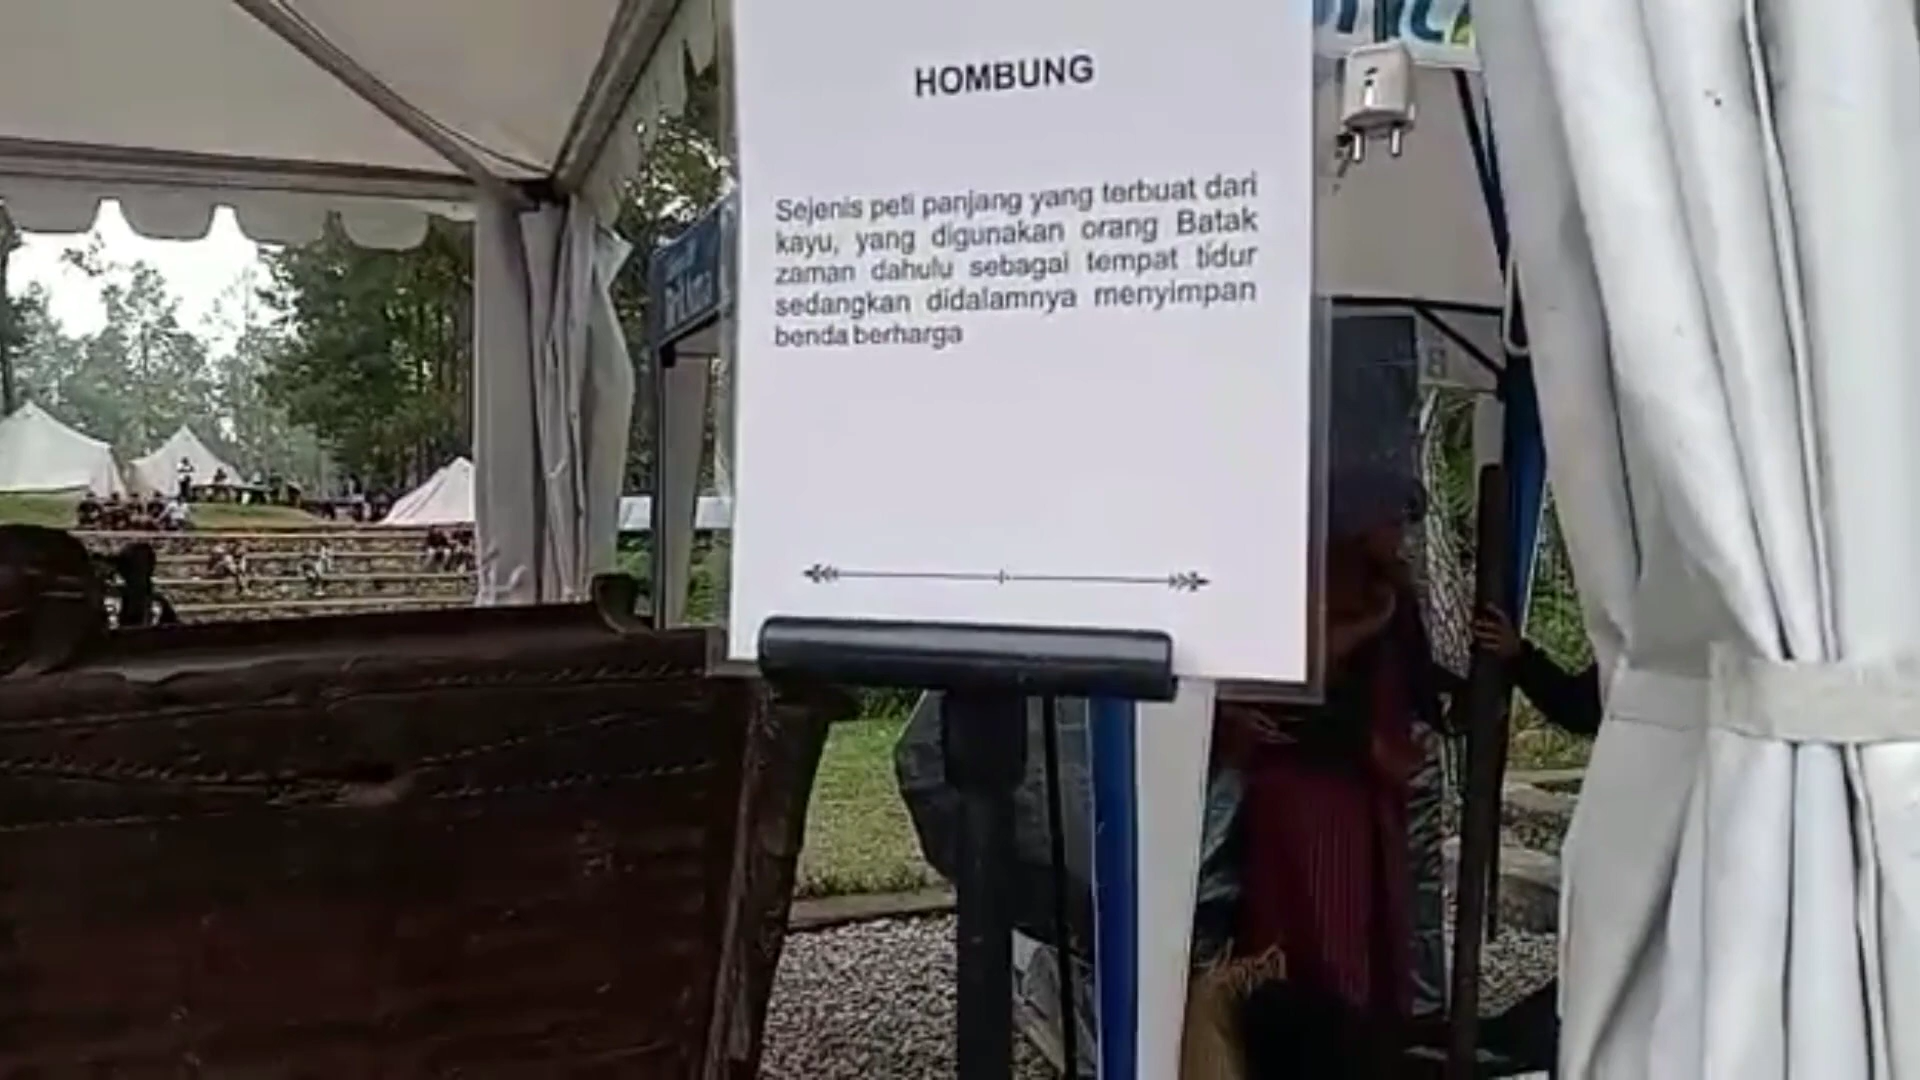 HOMBUNG
Sejenis peti panjang yang terbuat dari
kayu, yang digunakan orang Batak
zaman dahulu sebagai tempat tidur
sedangkan didalamnya menyimpan
benda berharga